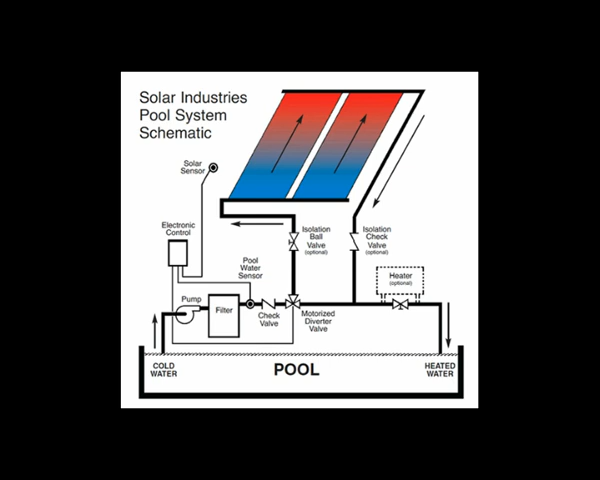 Solar Industries
Pool System
Schematic
Solar
Sensor
Electronic
Control
Isolation
Ball
Valve
(optional)
Isolation
Check
Valve
(optional)
Pool
Water
Sensor
Heater
(optional)
Pump
Filter
Check
Valve
Motorized
Diverter
Valve
COLD
WATER
POOL
HEATED
WATER